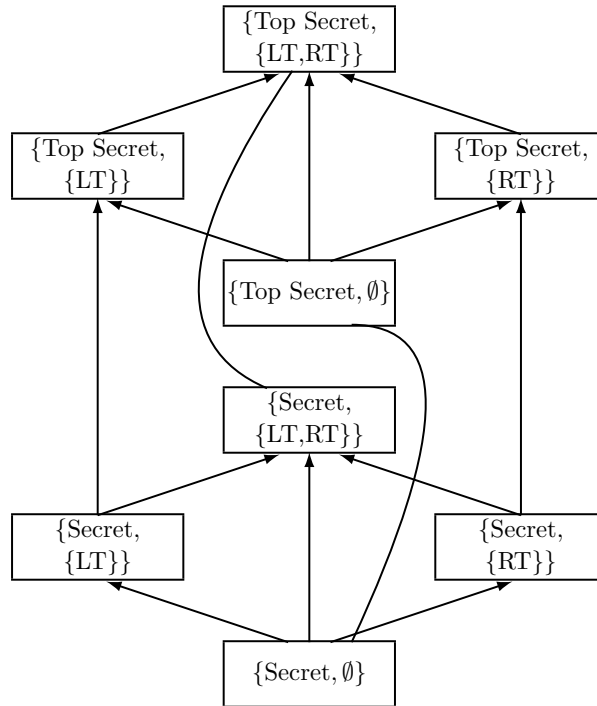 {Top Secret,
{LT,RT}}
{Top Secret,
{LT}}
{Top Secret,
{RT}}
{Top Secret, ∅}
{Secret,
{LT,RT}}
{Secret,
{LT}}
{Secret,
{RT}}
{Secret, ∅}